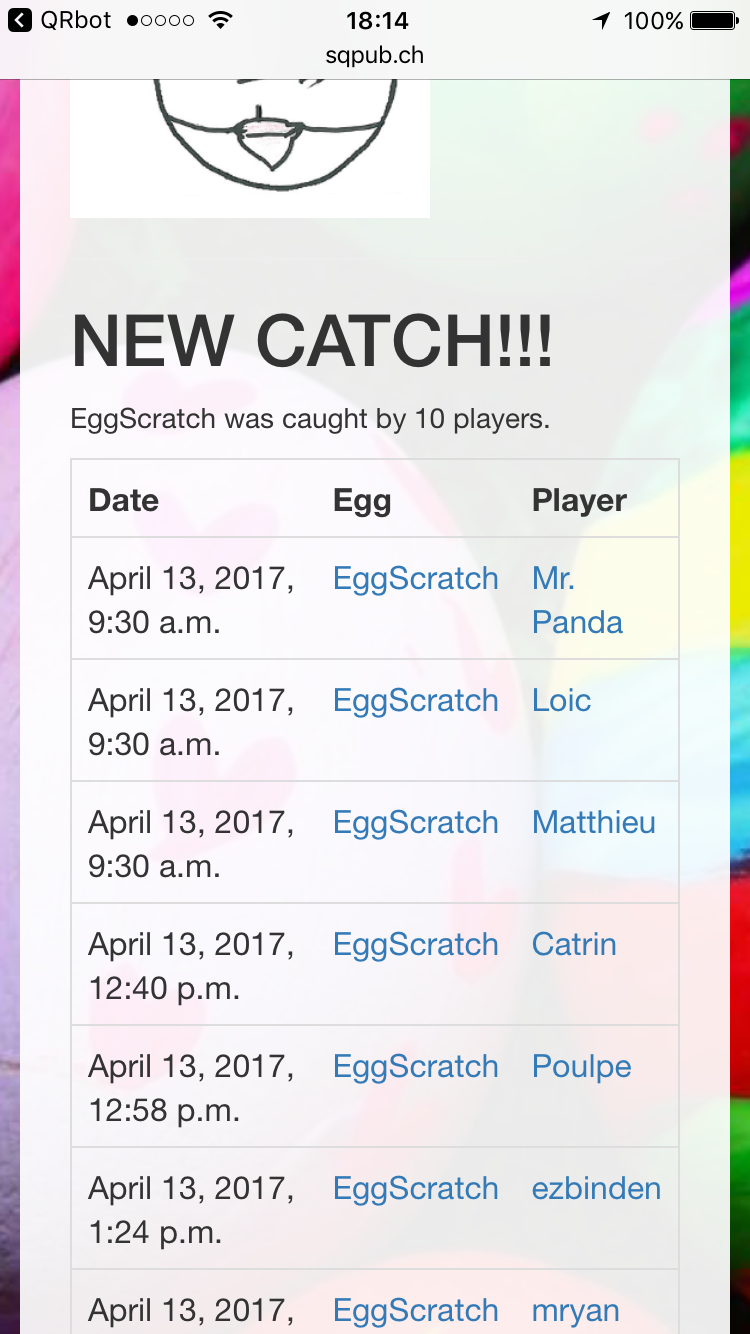 QRbot 18:14 100%
sqpub.ch
NEW CATCH!!!
EggScratch was caught by 10 players.
Date Egg Player
April 13, 2017, EggScratch Mr.
9:30 a.m. Panda
April 13, 2017, EggScratch Loic
9:30 a.m.
April 13, 2017, EggScratch Matthieu
9:30 a.m.
April 13, 2017, EggScratch Catrin
12:40 p.m.
April 13, 2017, EggScratch Poulpe
12:58 p.m.
April 13, 2017, EggScratch ezbinden
1:24 p.m.
April 13, 2017, EggScratch mryan